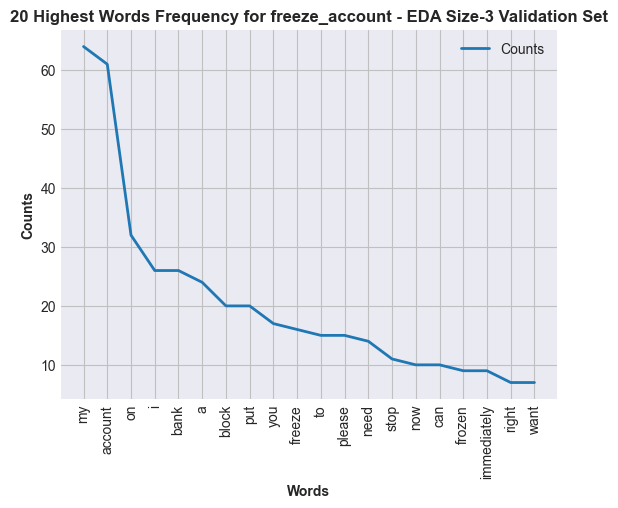 20 Highest Words Frequency for freeze_account - EDA Size-3 Validation Set
Counts
60
50
40
30
20
10
Counts
my
account
on
i
bank
a
block
put
you
freeze
to
please
need
stop
now
can
frozen
immediately
right
want
Words